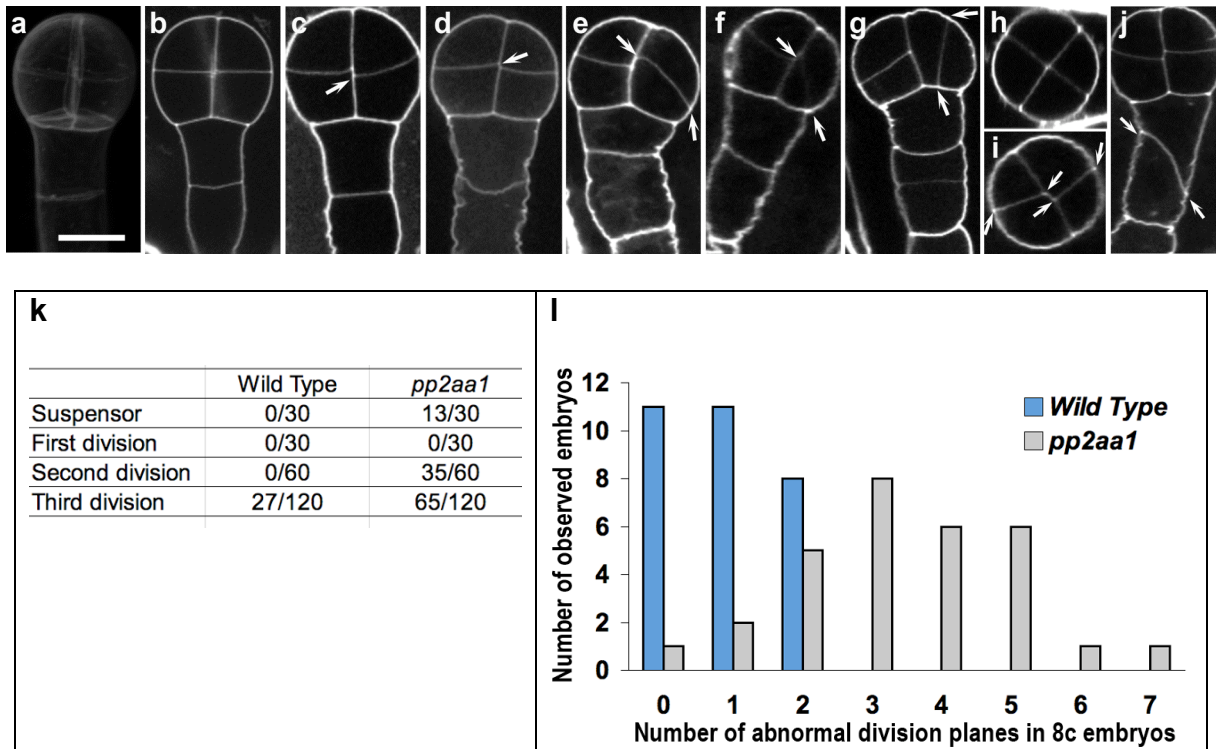 a b c d e f g h j
i
k
Wild Type pp2aa1
Suspensor 0/30 13/30
First division 0/30 0/30
Second division 0/60 35/60
Third division 27/120 65/120
l
Number of observed embryos
12
10
8
6
4
2
0
Wild Type
pp2aa1
0 1 2 3 4 5 6 7
Number of abnormal division planes in 8c embryos